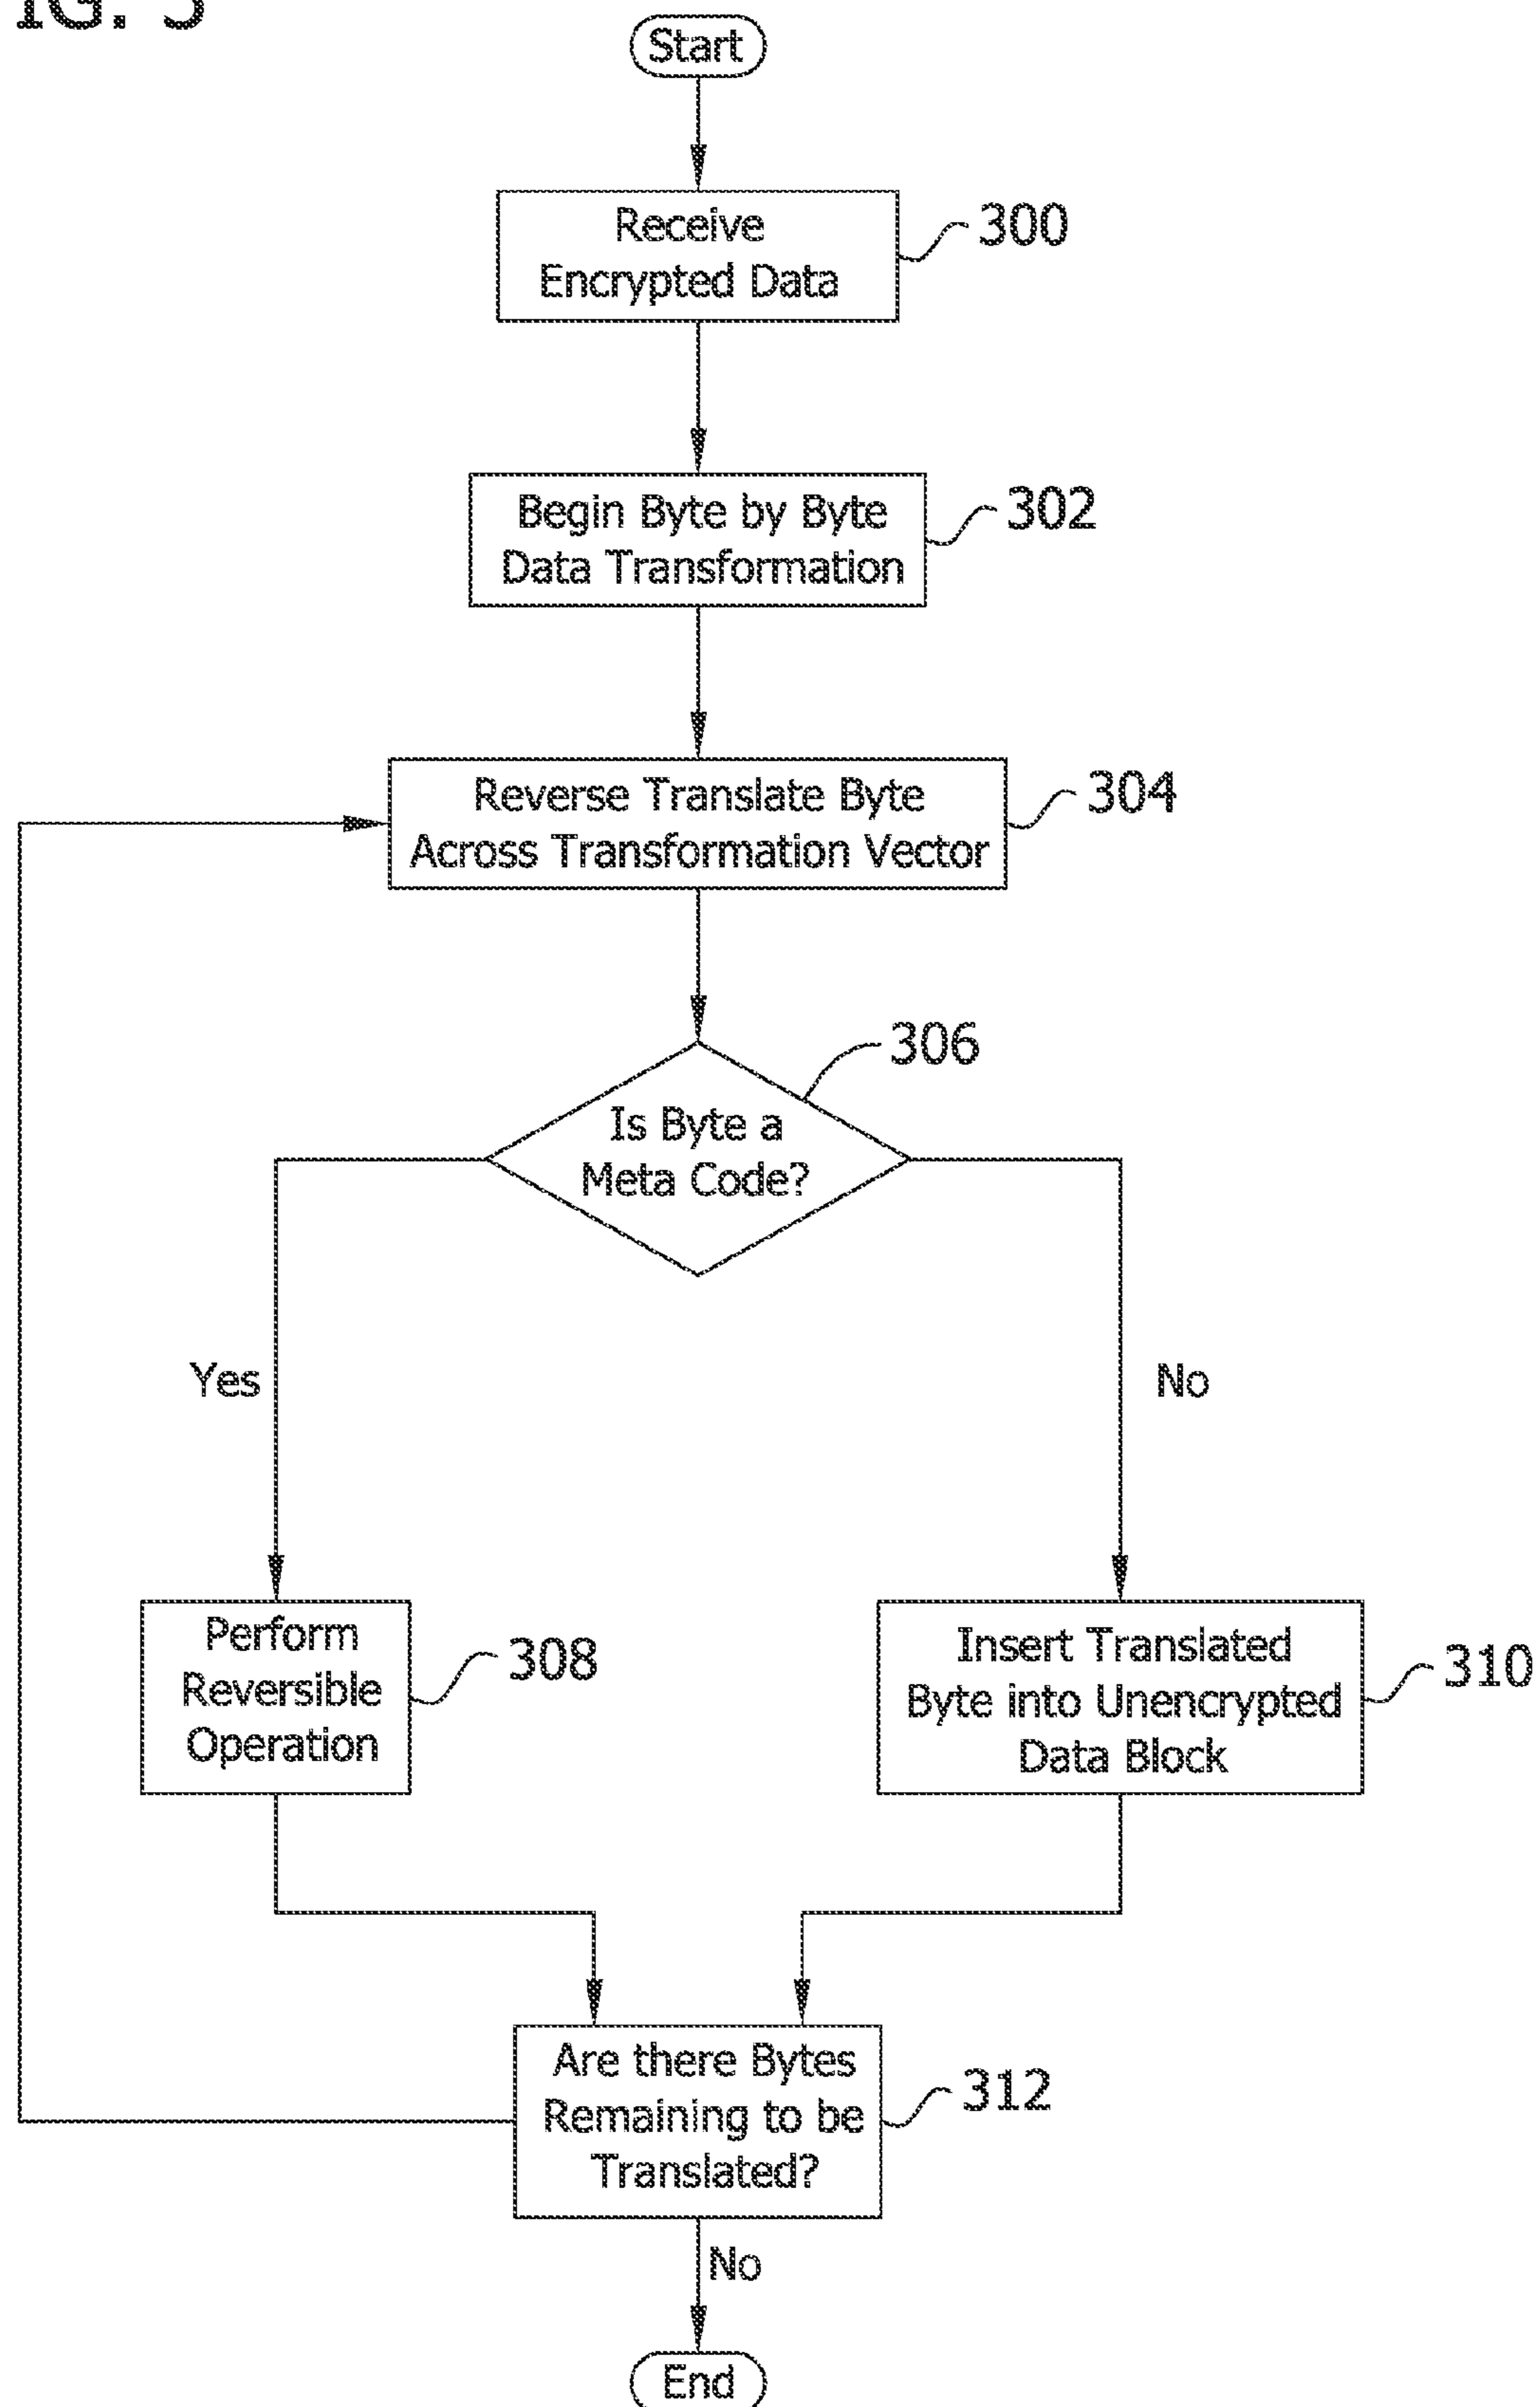 IG. 3
Start
Receive
Encrypted Data
300
Begin Byte by Byte
Data Transformation
302
Reverse Translate Byte
Across Transformation Vector
304
306
Is Byte a
Meta Code?
Yes
No
Perform
Reversible
Operation
308
Insert Translated
Byte into Unencrypted
Data Block
310
Are there Bytes
Remaining to be
Translated?
312
No
End